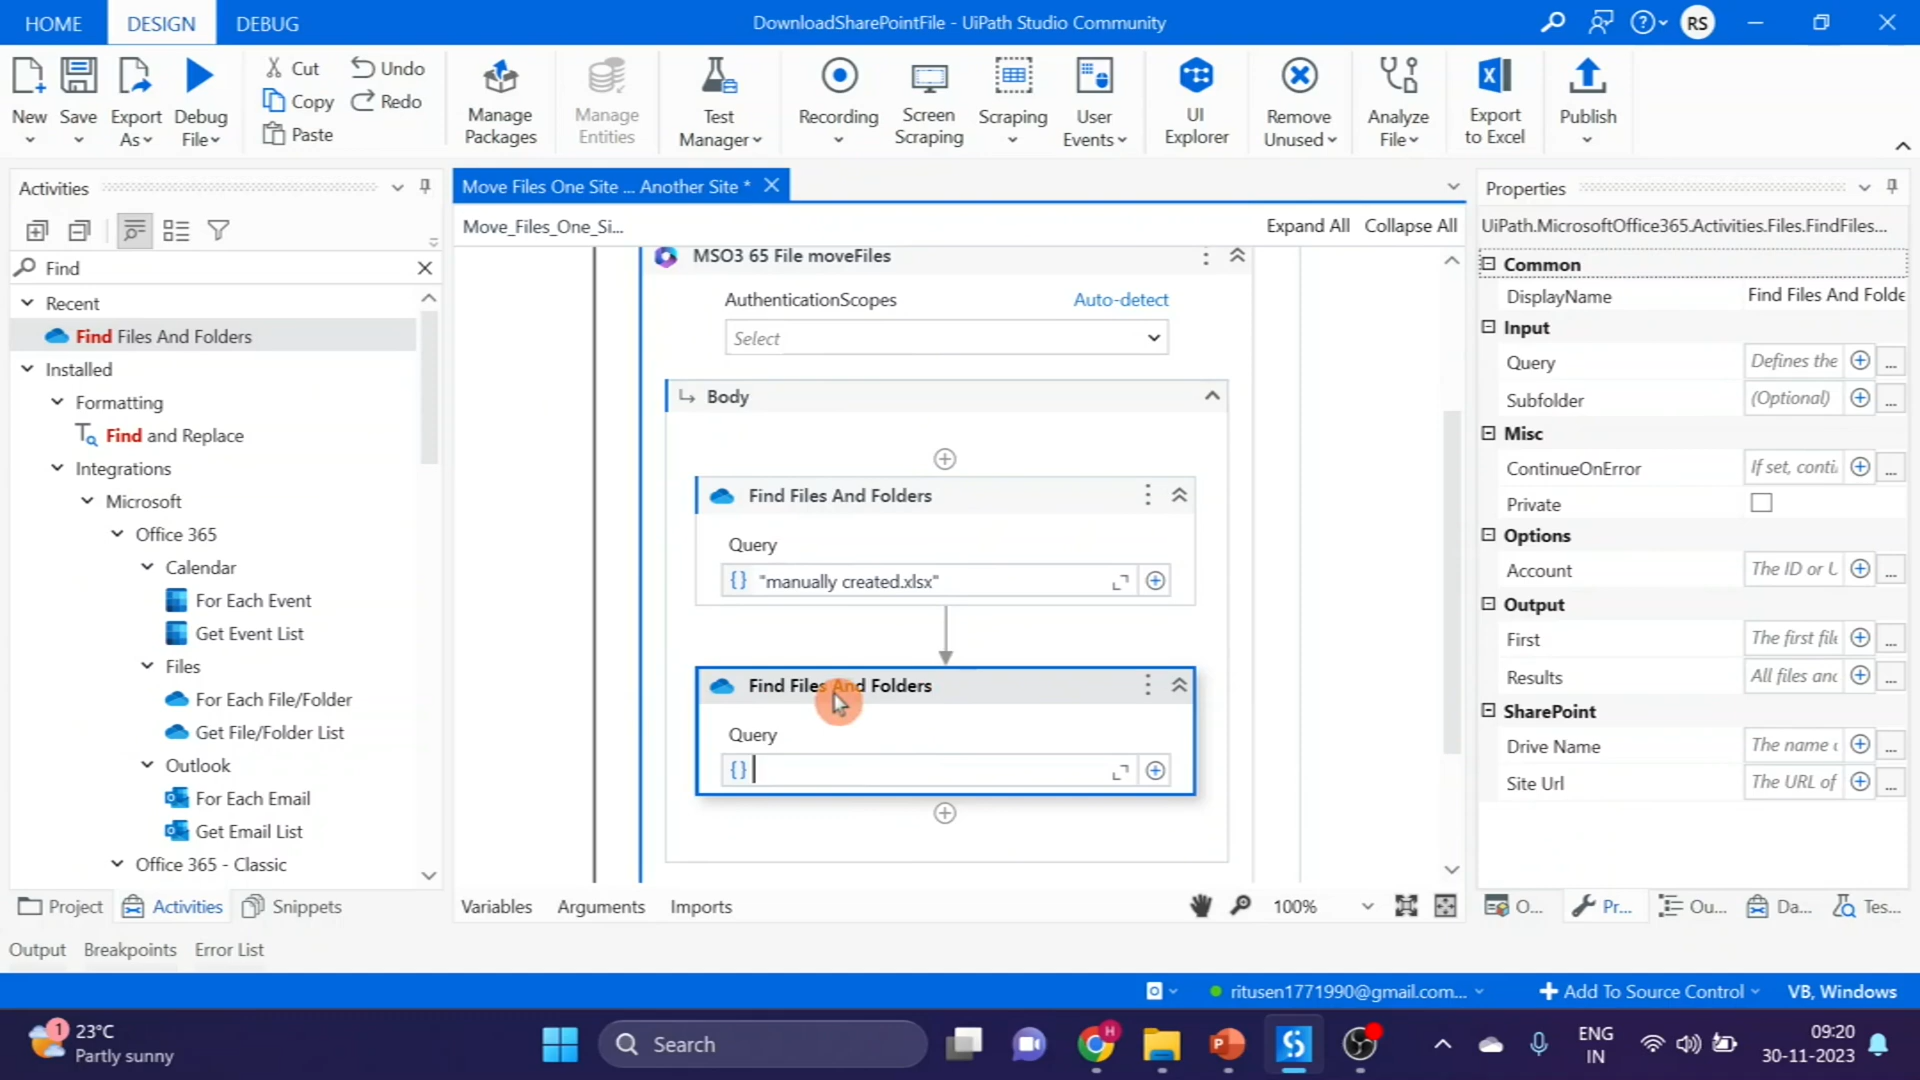 HOME DESIGN DEBUG
DownloadSharePointFile - UiPath Studio Community
RS
New
Save
Export As
Debug File
Cut
Copy
Paste
Undo
Redo
Manage Packages
Manage Entities
Test Manager
Recording
Screen Scraping
Scraping
User Events
UI Explorer
Remove Unused
Analyze File
Export to Excel
Publish
Activities
Find
Recent
Find Files And Folders
Installed
Formatting
Find and Replace
Integrations
Microsoft
Office 365
Calendar
For Each Event
Get Event List
Files
For Each File/Folder
Get File/Folder List
Outlook
For Each Email
Get Email List
Office 365 - Classic
Project Activities Snippets
Move Files One Site ... Another Site *
Move_Files_One_Si...
Expand All Collapse All
MSO3 65 File moveFiles
AuthenticationScopes Auto-detect
Select
Body
Find Files And Folders
Query
{} "manually created.xlsx"
Find Files And Folders
Query
{}
Variables Arguments Imports
100%
Properties
UiPath.MicrosoftOffice365.Activities.Files.FindFiles...
Common
DisplayName Find Files And Folde
Input
Query Defines the ...
Subfolder (Optional) ...
Misc
ContinueOnError If set, conti ...
Private
Options
Account The ID or U ...
Output
First The first file ...
Results All files and ...
SharePoint
Drive Name The name o ...
Site Url The URL of ...
O... Pr... Ou... Da... Tes...
Output Breakpoints Error List
ritusen1771990@gmail.com...
Add To Source Control
VB, Windows
1
23°C
Partly sunny
Search
H
ENG
IN
09:20
30-11-2023